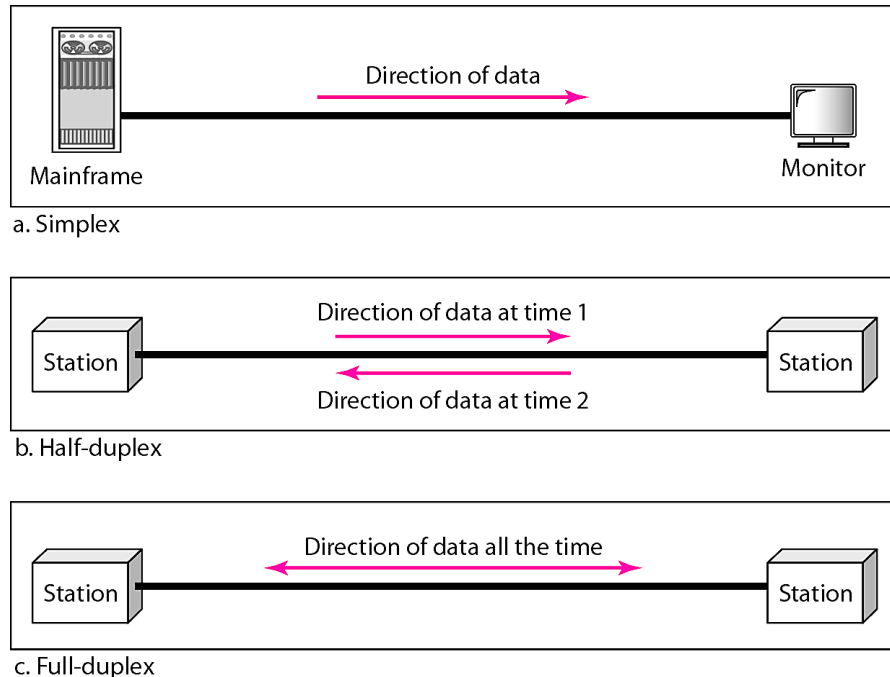 Direction of data
Mainframe
Monitor
a. Simplex
Direction of data at time 1
Station
Station
Direction of data at time 2
b. Half-duplex
Direction of data all the time
Station
Station
c. Full-duplex